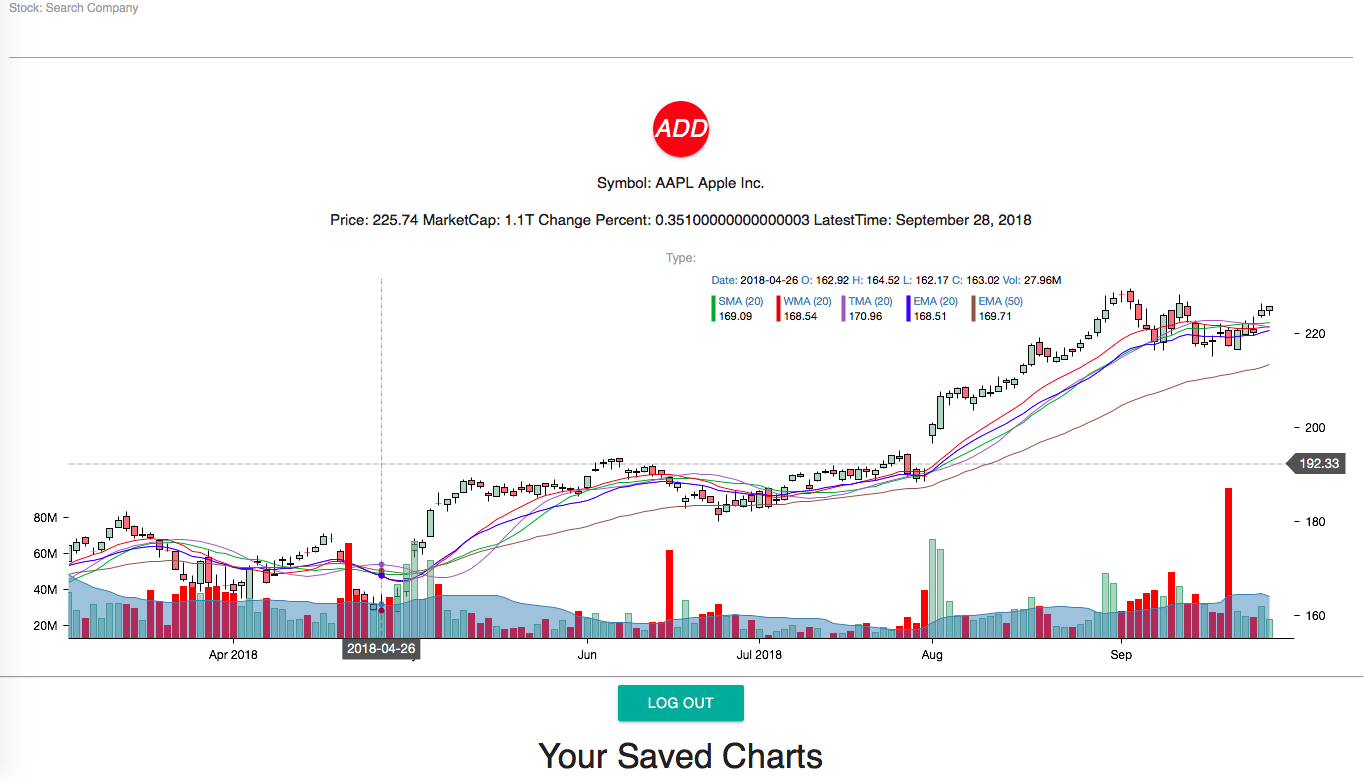 Stock: Search Company
ADD
Symbol: AAPL Apple Inc.
Price: 225.74 MarketCap: 1.1T Change Percent: 0.35100000000000003 LatestTime: September 28, 2018
Type:
Date: 2018-04-26 O: 162.92 H: 164.52 L: 162.17 C: 163.02 Vol: 27.96M
SMA (20) WMA (20) TMA (20) EMA (20) EMA (50)
169.09 168.54 170.96 168.51 169.71
220
200
192.33
80M 180
60M
40M
20M 160
Apr 2018 2018-04-26 Jun Jul 2018 Aug Sep
LOG OUT
Your Saved Charts